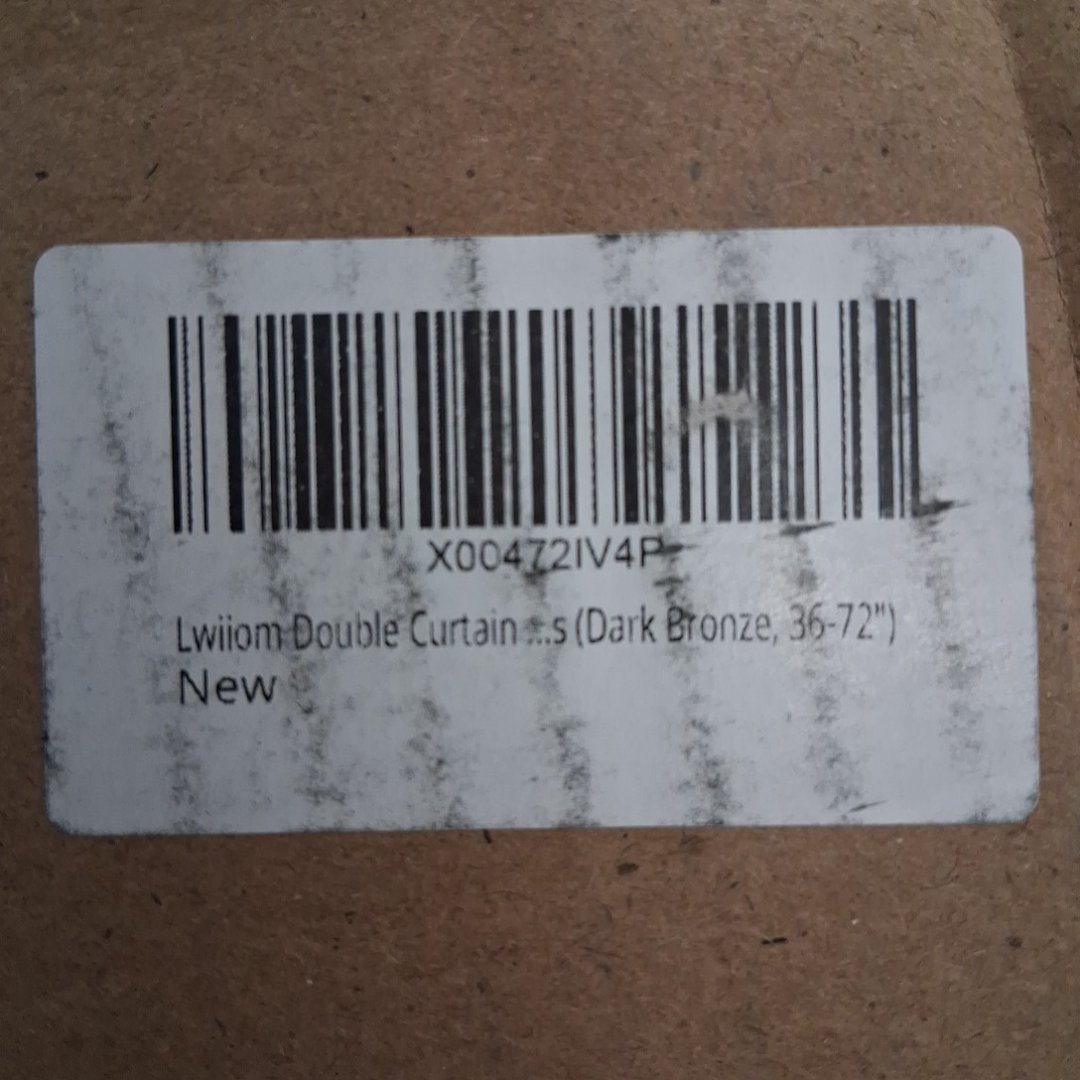 X00472IV4P
Lwiiom Double Curtain ...s (Dark Bronze, 36-72")
New